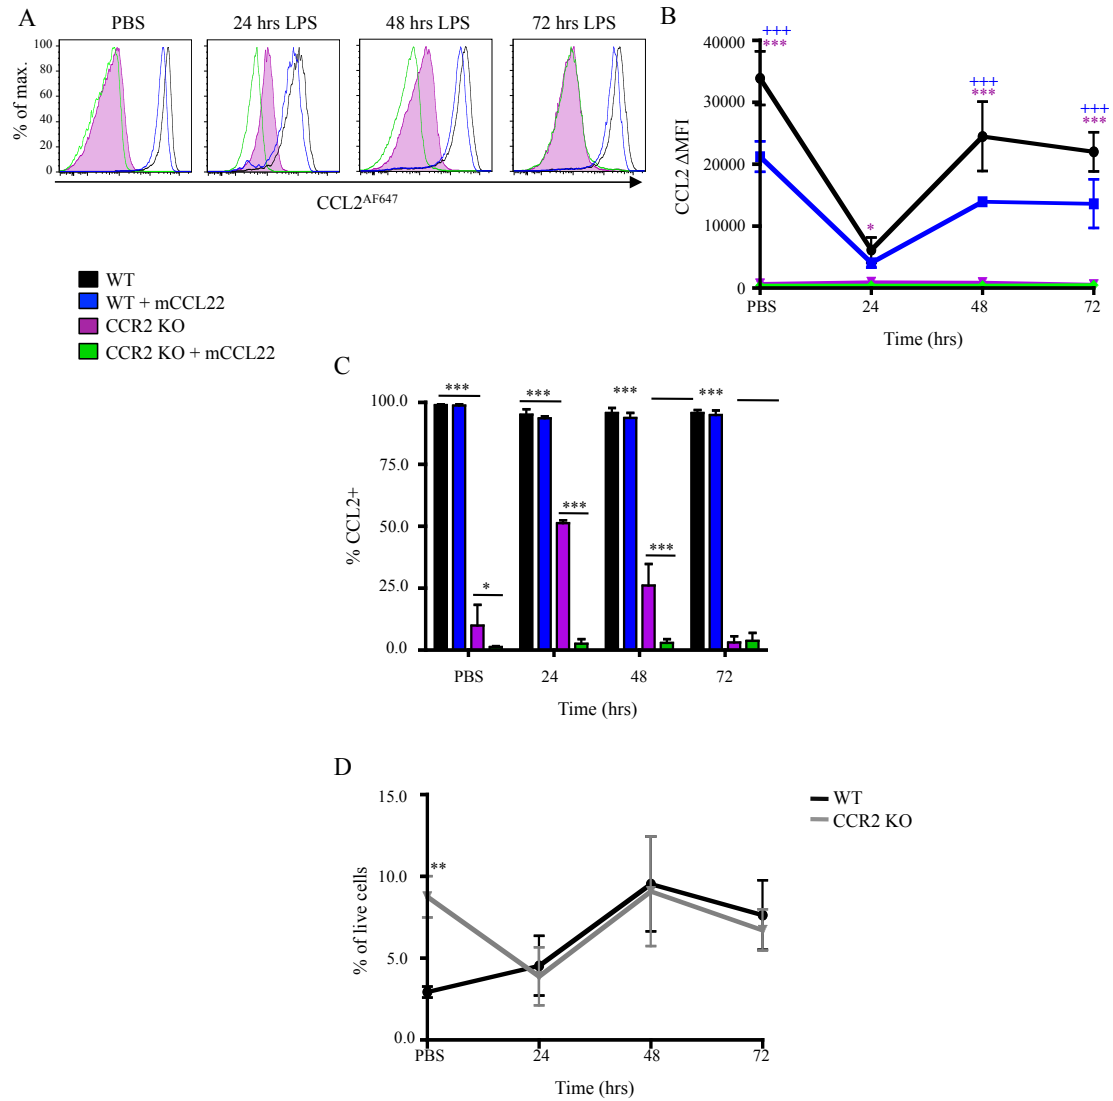 A
PBS
24 hrs LPS
48 hrs LPS
72 hrs LPS
% of max.
100
80
60
40
20
0
CCL2AF647
WT
WT + mCCL22
CCR2 KO
CCR2 KO + mCCL22
B
CCL2 ΔMFI
40000
30000
20000
10000
0
+++
***
*
+++
***
+++
***
PBS
24
48
72
Time (hrs)
C
% CCL2+
100.0
75.0
50.0
25.0
0.0
***
***
***
***
***
***
*
PBS
24
48
72
Time (hrs)
D
% of live cells
15.0
10.0
5.0
0.0
**
WT
CCR2 KO
PBS
24
48
72
Time (hrs)